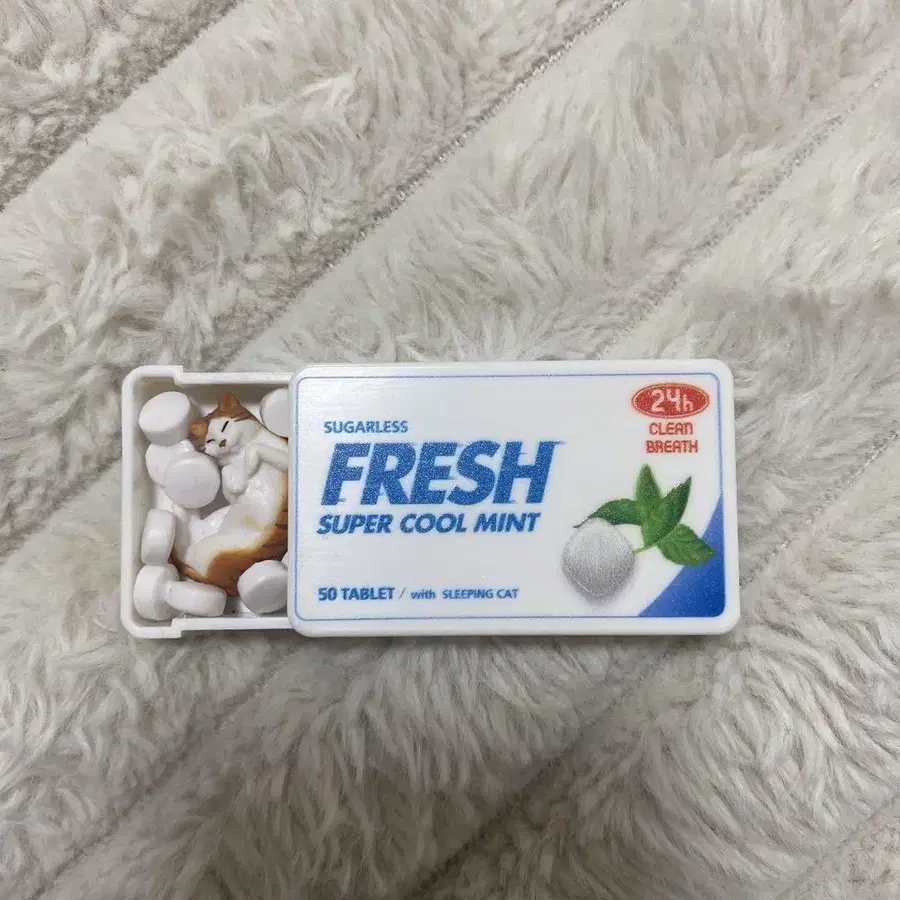 SUGARLESS
FRESH
SUPER COOL MINT
50 TABLET / with SLEEPING CAT
24h
CLEAN
BREATH